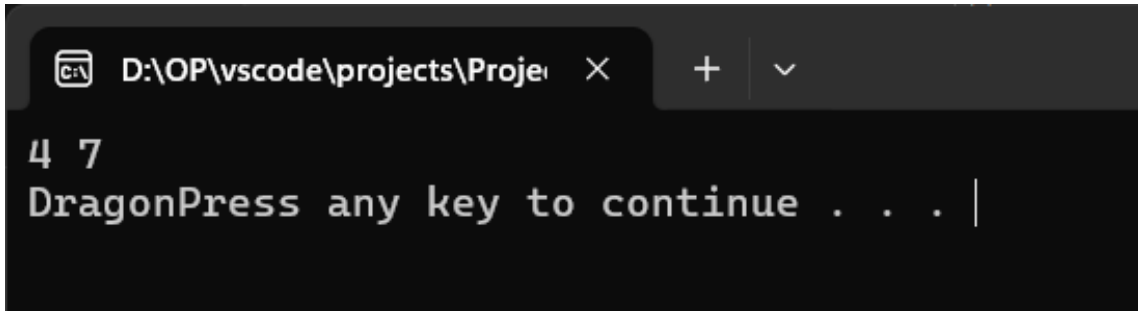 D:\OP\vscode\projects\Proje
4 7
DragonPress any key to continue . . .